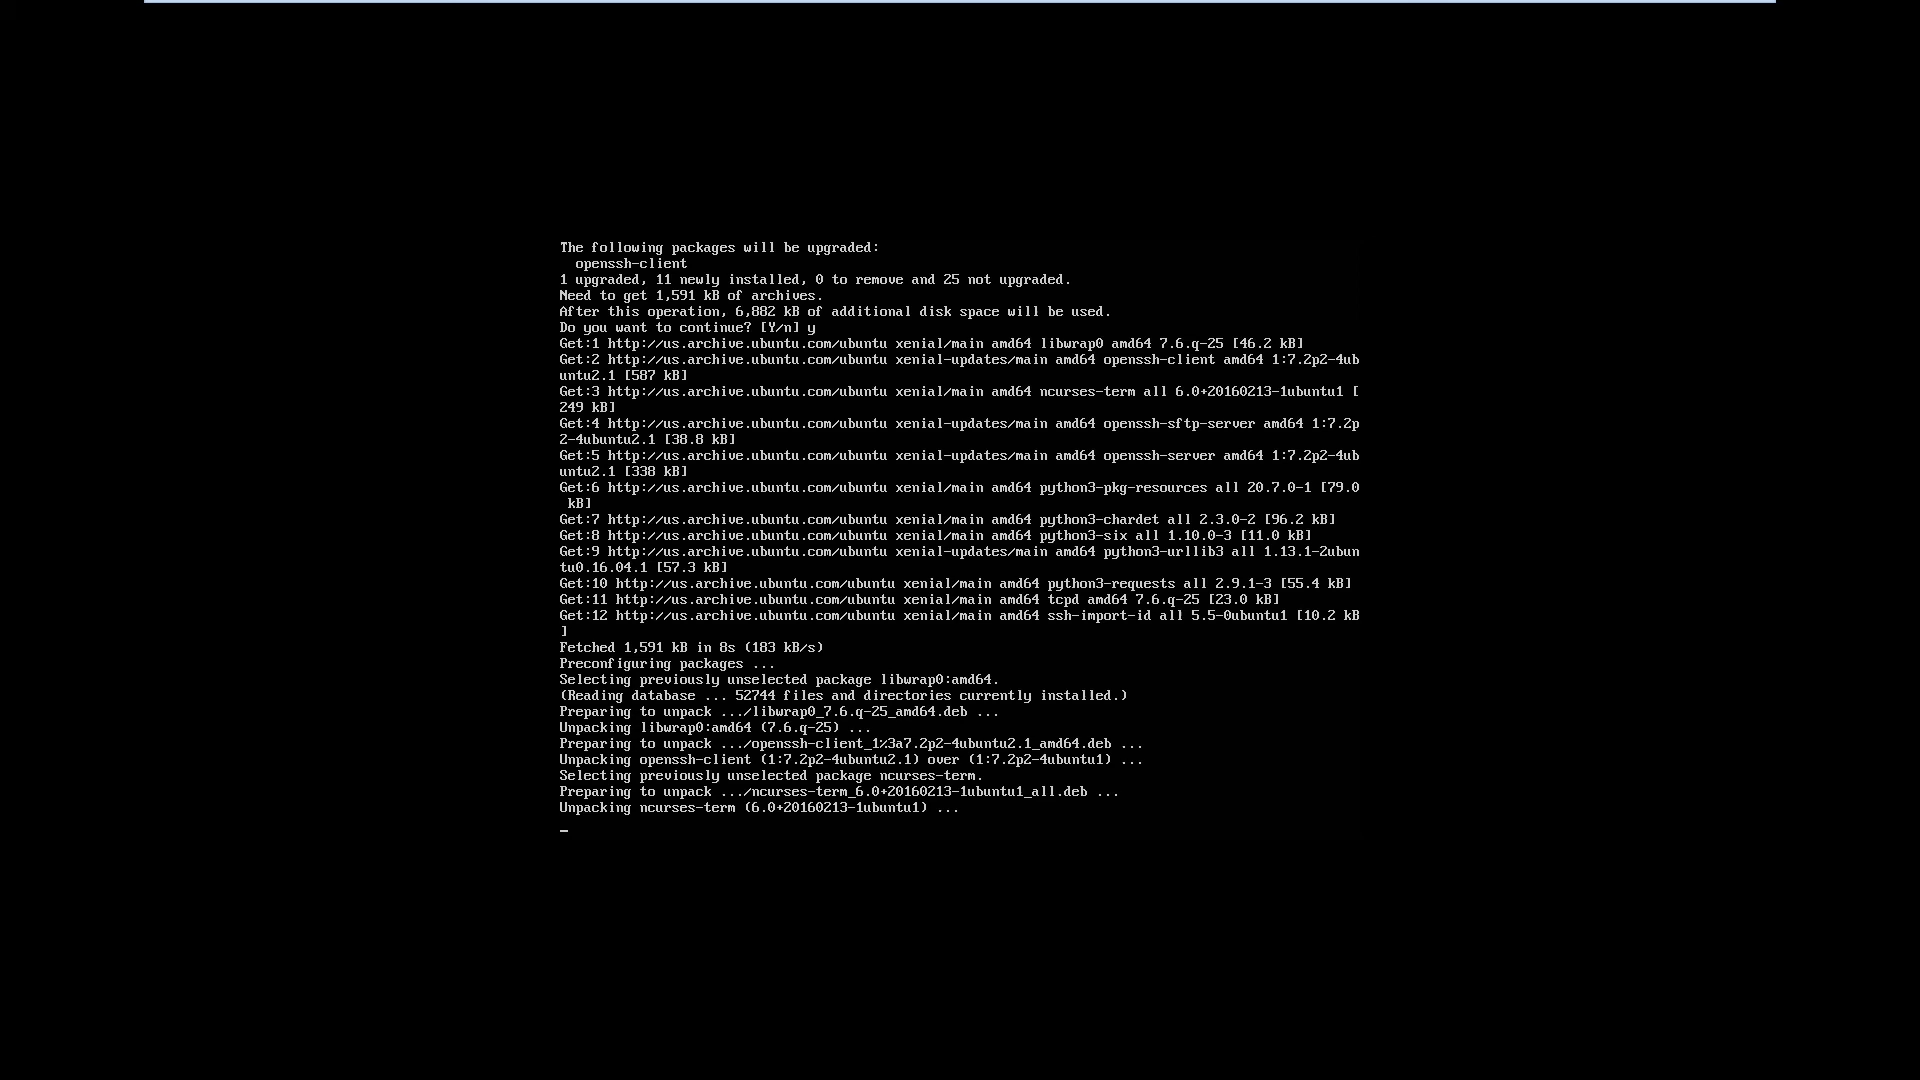 The following packages will be upgraded:
  openssh-client
1 upgraded, 11 newly installed, 0 to remove and 25 not upgraded.
Need to get 1,591 kB of archives.
After this operation, 6,882 kB of additional disk space will be used.
Do you want to continue? [Y/n] y
Get:1 http://us.archive.ubuntu.com/ubuntu xenial/main amd64 libwrap0 amd64 7.6.q-25 [46.2 kB]
Get:2 http://us.archive.ubuntu.com/ubuntu xenial-updates/main amd64 openssh-client amd64 1:7.2p2-4ub
untu2.1 [587 kB]
Get:3 http://us.archive.ubuntu.com/ubuntu xenial/main amd64 ncurses-term all 6.0+20160213-1ubuntu1 [
249 kB]
Get:4 http://us.archive.ubuntu.com/ubuntu xenial-updates/main amd64 openssh-sftp-server amd64 1:7.2p
2-4ubuntu2.1 [38.8 kB]
Get:5 http://us.archive.ubuntu.com/ubuntu xenial-updates/main amd64 openssh-server amd64 1:7.2p2-4ub
untu2.1 [338 kB]
Get:6 http://us.archive.ubuntu.com/ubuntu xenial/main amd64 python3-pkg-resources all 20.7.0-1 [79.0
 kB]
Get:7 http://us.archive.ubuntu.com/ubuntu xenial/main amd64 python3-chardet all 2.3.0-2 [96.2 kB]
Get:8 http://us.archive.ubuntu.com/ubuntu xenial/main amd64 python3-six all 1.10.0-3 [11.0 kB]
Get:9 http://us.archive.ubuntu.com/ubuntu xenial-updates/main amd64 python3-urllib3 all 1.13.1-2ubun
tu0.16.04.1 [57.3 kB]
Get:10 http://us.archive.ubuntu.com/ubuntu xenial/main amd64 python3-requests all 2.9.1-3 [55.4 kB]
Get:11 http://us.archive.ubuntu.com/ubuntu xenial/main amd64 tcpd amd64 7.6.q-25 [23.0 kB]
Get:12 http://us.archive.ubuntu.com/ubuntu xenial/main amd64 ssh-import-id all 5.5-0ubuntu1 [10.2 kB
]
Fetched 1,591 kB in 8s (183 kB/s)
Preconfiguring packages ...
Selecting previously unselected package libwrap0:amd64.
(Reading database ... 52744 files and directories currently installed.)
Preparing to unpack .../libwrap0_7.6.q-25_amd64.deb ...
Unpacking libwrap0:amd64 (7.6.q-25) ...
Preparing to unpack .../openssh-client_1%3a7.2p2-4ubuntu2.1_amd64.deb ...
Unpacking openssh-client (1:7.2p2-4ubuntu2.1) over (1:7.2p2-4ubuntu1) ...
Selecting previously unselected package ncurses-term.
Preparing to unpack .../ncurses-term_6.0+20160213-1ubuntu1_all.deb ...
Unpacking ncurses-term (6.0+20160213-1ubuntu1) ...
_